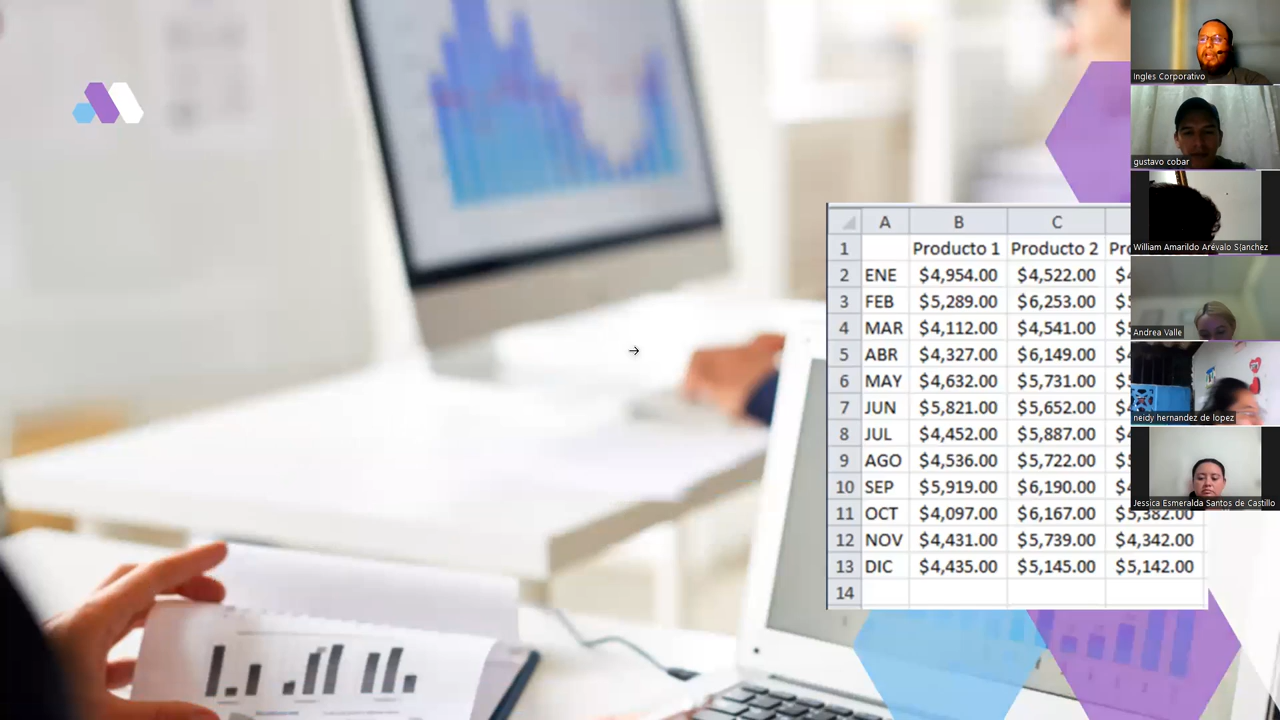 A B C
1 Producto 1 Producto 2
2 ENE $4,954.00 $4,522.00
3 FEB $5,289.00 $6,253.00
4 MAR $4,112.00 $4,541.00
5 ABR $4,327.00 $6,149.00
6 MAY $4,632.00 $5,731.00
7 JUN $5,821.00 $5,652.00
8 JUL $4,452.00 $5,887.00
9 AGO $4,536.00 $5,722.00
10 SEP $5,919.00 $6,190.00
11 OCT $4,097.00 $6,167.00 $5,382.00
12 NOV $4,431.00 $5,739.00 $4,342.00
13 DIC $4,435.00 $5,145.00 $5,142.00
14
Ingles Corporativo
gustavo cobar
William Amarildo Arévalo S{anchez
Andrea Valle
neidy hernandez de lopez
Jessica Esmeralda Santos de Castillo